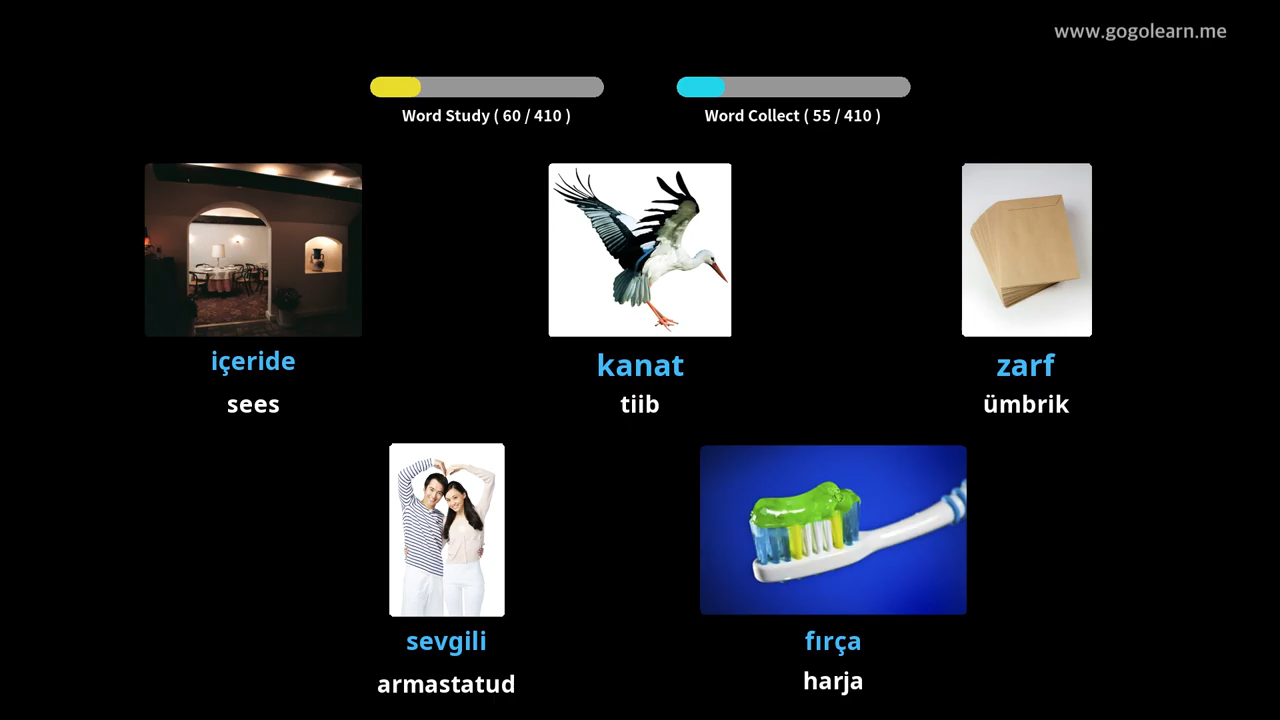 www.gogolearn.me
Word Study ( 60 / 410 )
Word Collect ( 55 / 410 )
içeride
kanat
zarf
sees
tiib
ümbrik
sevgili
fırça
armastatud
harja